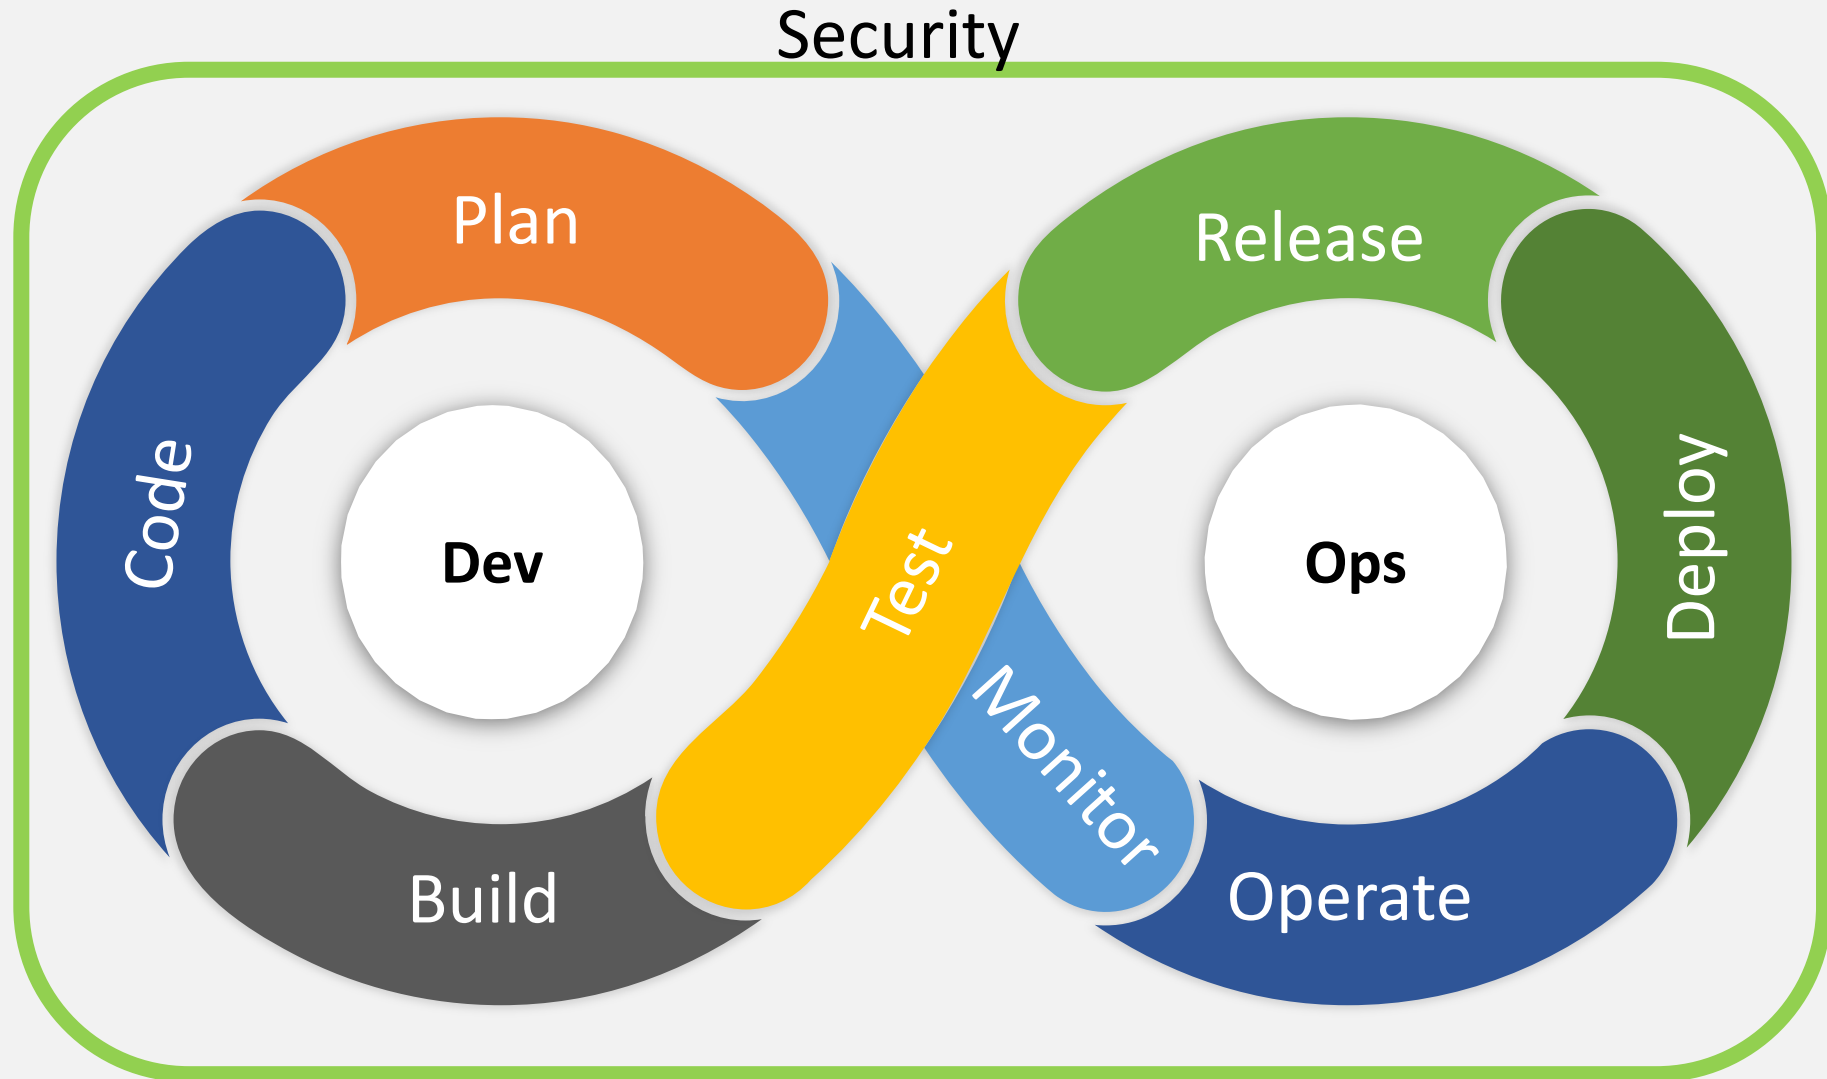 Security
Plan
Release
Code
Dev
Test
Ops
Deploy
Monitor
Build
Operate